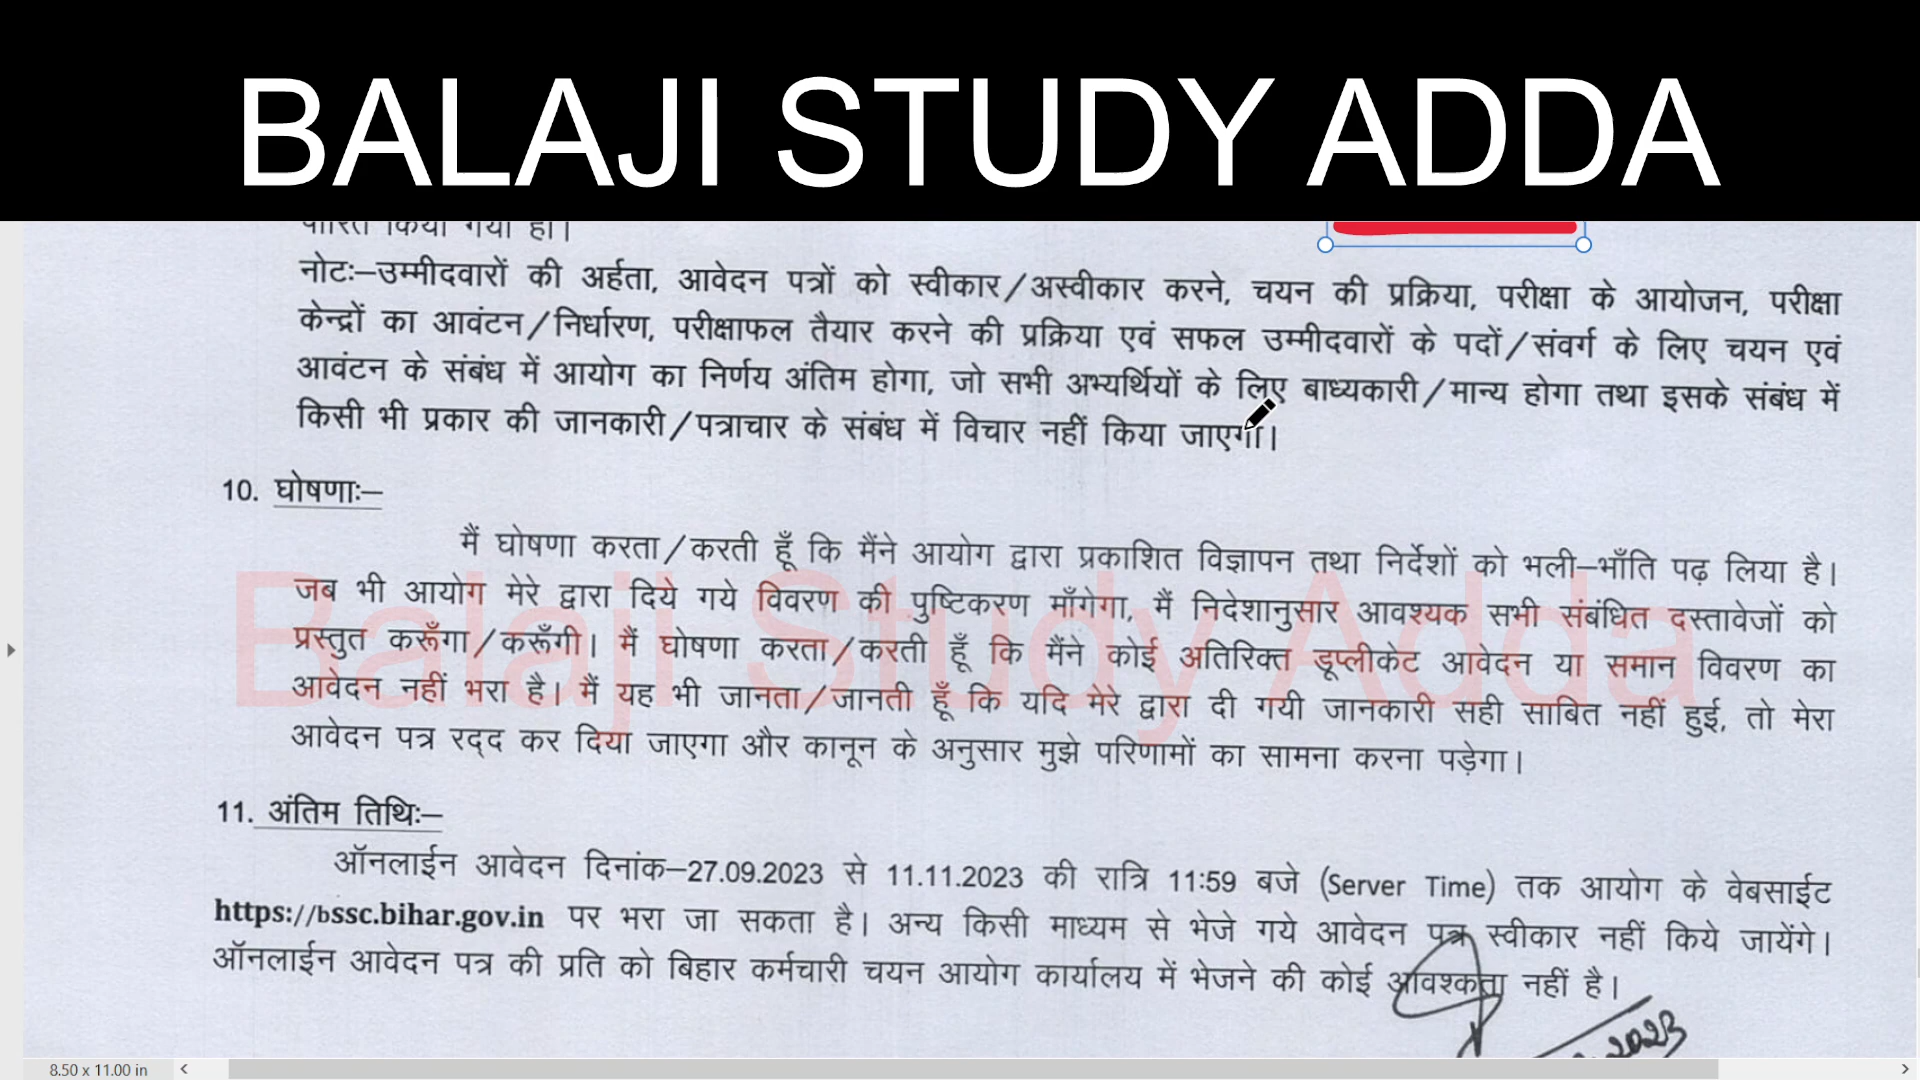 BALAJI STUDY ADDA
पारित किया गया हो।
नोटः–उम्मीदवारों की अर्हता, आवेदन पत्रों को स्वीकार/अस्वीकार करने, चयन की प्रक्रिया, परीक्षा के आयोजन, परीक्षा
केन्द्रों का आवंटन/निर्धारण, परीक्षाफल तैयार करने की प्रक्रिया एवं सफल उम्मीदवारों के पदों/संवर्ग के लिए चयन एवं
आवंटन के संबंध में आयोग का निर्णय अंतिम होगा, जो सभी अभ्यर्थियों के लिए बाध्यकारी/मान्य होगा तथा इसके संबंध में
किसी भी प्रकार की जानकारी/पत्राचार के संबंध में विचार नहीं किया जाएगा।
10. घोषणाः–
मैं घोषणा करता/करती हूँ कि मैंने आयोग द्वारा प्रकाशित विज्ञापन तथा निर्देशों को भली–भाँति पढ़ लिया है।
जब भी आयोग मेरे द्वारा दिये गये विवरण की पुष्टिकरण माँगेगा, मैं निदेशानुसार आवश्यक सभी संबंधित दस्तावेजों को
प्रस्तुत करूँगा/करूँगी। मैं घोषणा करता/करती हूँ कि मैंने कोई अतिरिक्त डूप्लीकेट आवेदन या समान विवरण का
आवेदन नहीं भरा है। मैं यह भी जानता/जानती हूँ कि यदि मेरे द्वारा दी गयी जानकारी सही साबित नहीं हुई, तो मेरा
आवेदन पत्र रद्द कर दिया जाएगा और कानून के अनुसार मुझे परिणामों का सामना करना पड़ेगा।
Balaji Study Adda
11. अंतिम तिथिः–
ऑनलाईन आवेदन दिनांक–27.09.2023 से 11.11.2023 की रात्रि 11:59 बजे (Server Time) तक आयोग के वेबसाईट
https://bssc.bihar.gov.in पर भरा जा सकता है। अन्य किसी माध्यम से भेजे गये आवेदन पत्र स्वीकार नहीं किये जायेंगे।
ऑनलाईन आवेदन पत्र की प्रति को बिहार कर्मचारी चयन आयोग कार्यालय में भेजने की कोई आवश्कता नहीं है।
2023
8.50 x 11.00 in